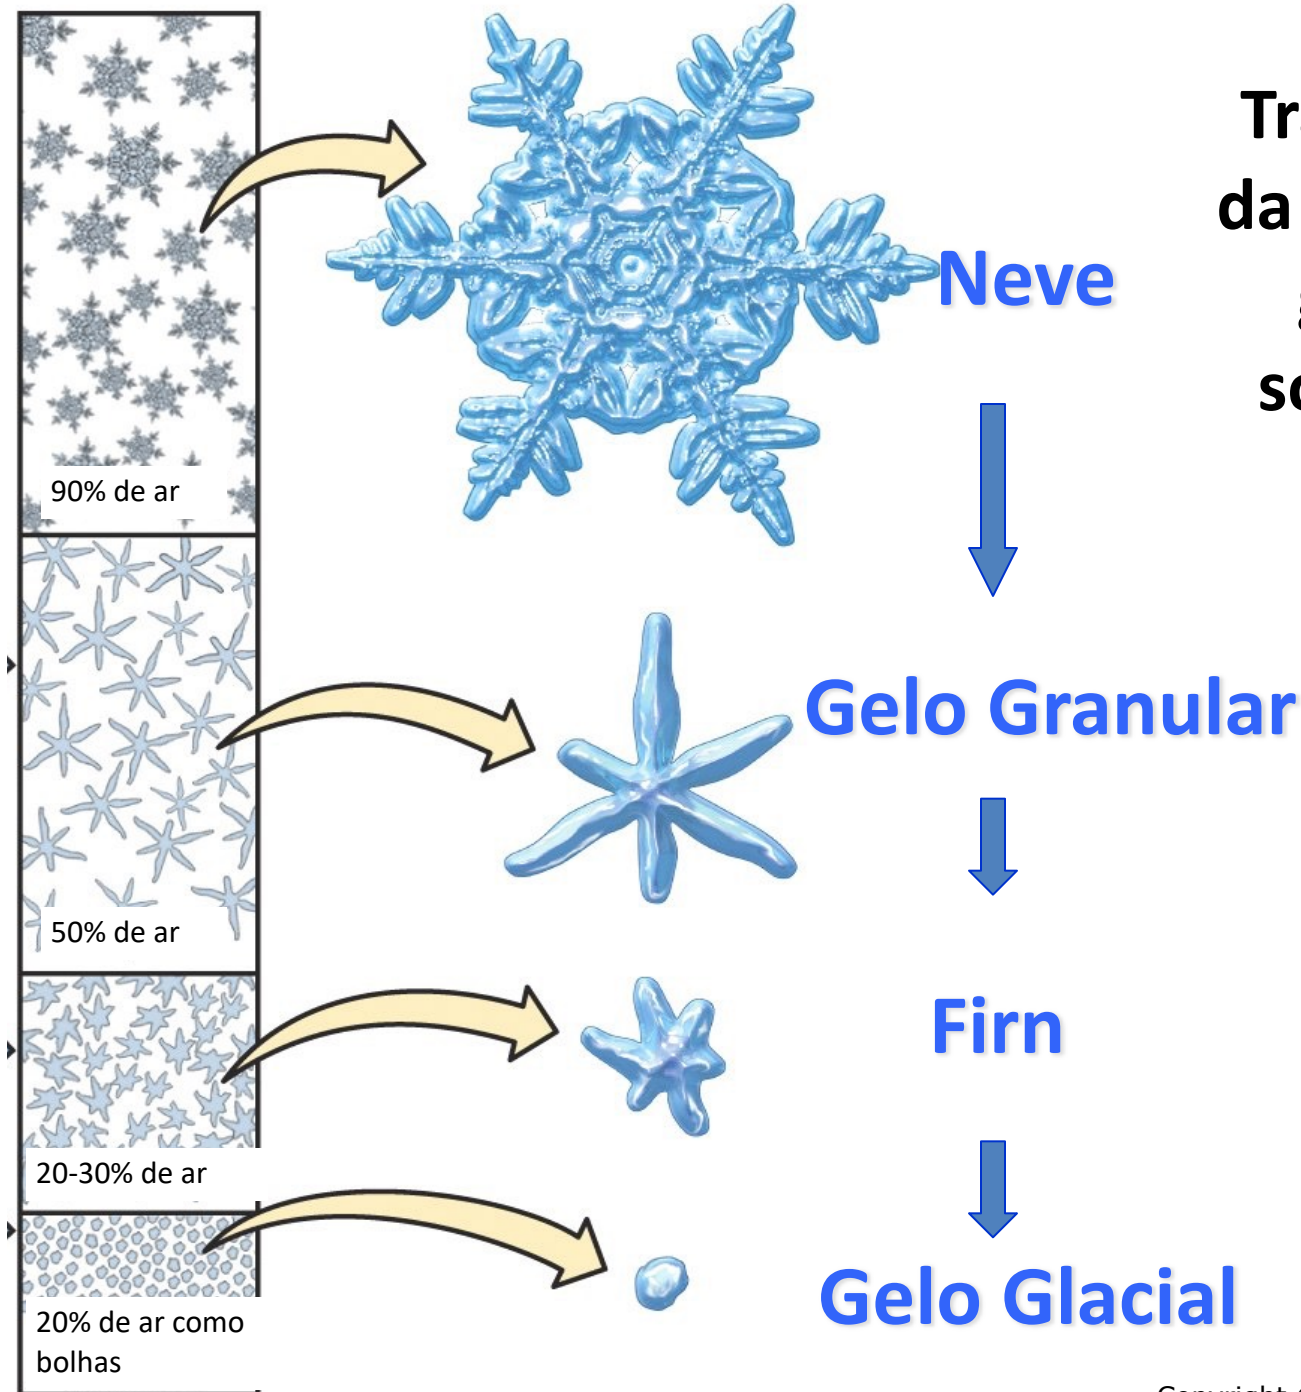 da
Neve
90% de ar
Gelo Granular
50% de ar
Firn
20-30% de ar
Gelo Glacial
20% de ar como
bolhas